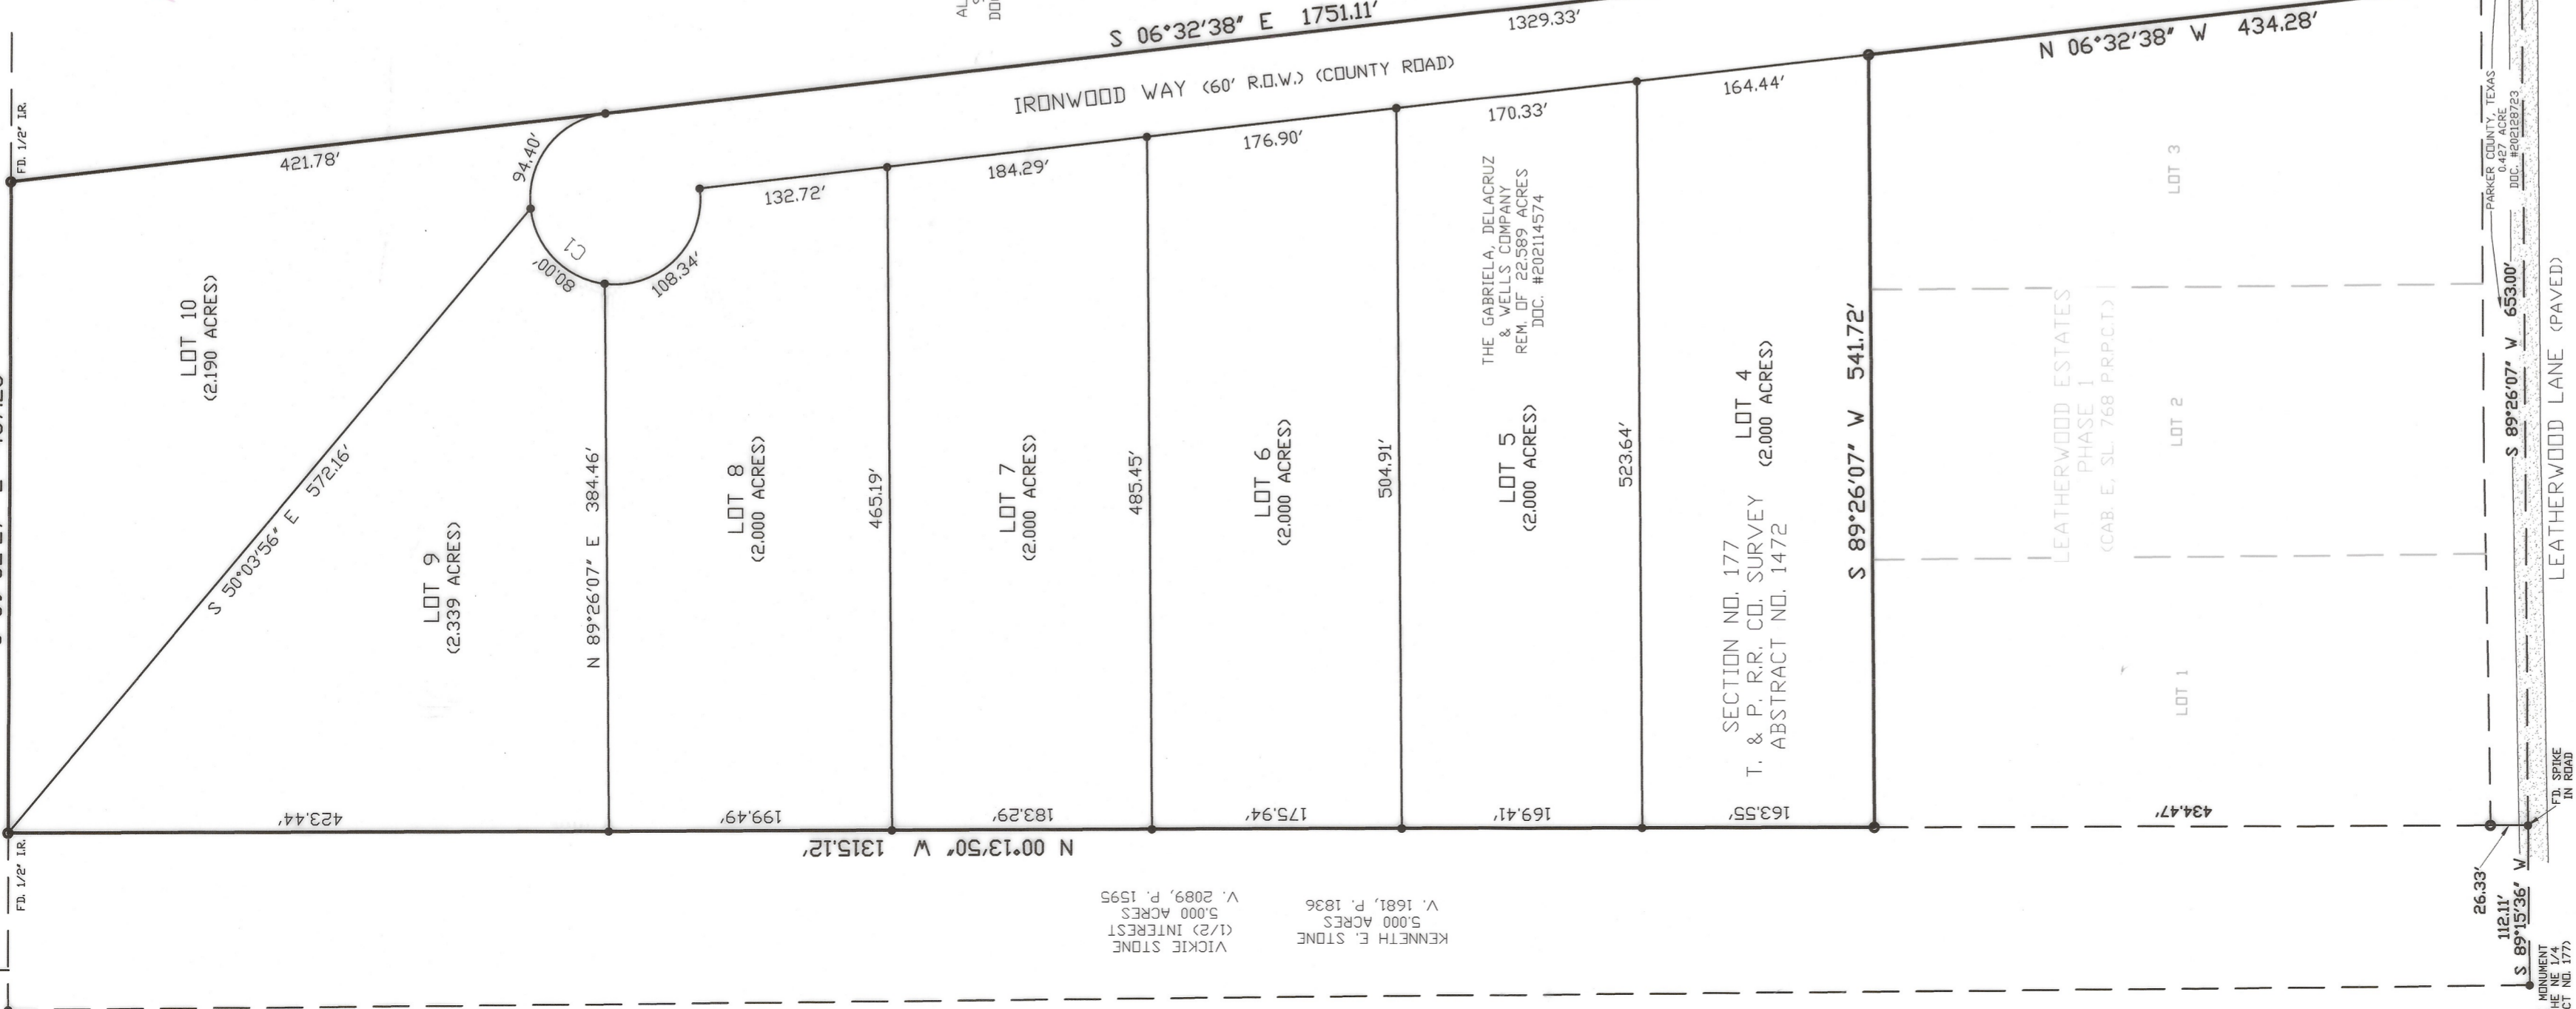 AL
S
DOC
S 06°32'38" E 1751.11'
1329.33'
N 06°32'38" W 434.28'
IRONWOOD WAY (60' R.O.W.) (COUNTY ROAD)
FD. 1/2" I.R.
421.78'
94.40'
C1
80.00'
108.34'
132.72'
184.29'
176.90'
170.33'
164.44'
PARKER COUNTY, TEXAS
0.427 ACRE
DOC. #202128723
LOT 10
(2.190 ACRES)
S 50°03'56" E 572.16'
LOT 9
(2.339 ACRES)
N 89°26'07" E 384.46'
LOT 8
(2.000 ACRES)
465.19'
LOT 7
(2.000 ACRES)
485.45'
LOT 6
(2.000 ACRES)
504.91'
THE GABRIELA, DELACRUZ
& WELLS COMPANY
REM. OF 22.589 ACRES
DOC. #202114574
LOT 5
(2.000 ACRES)
523.64'
LOT 4
(2.000 ACRES)
SECTION NO. 177
T. & P. R.R. CO. SURVEY
ABSTRACT NO. 1472
S 89°26'07" W 541.72'
LEATHERWOOD ESTATES
PHASE 1
(CAB. E, SL. 768 P.R.P.C.T.)
LOT 3
LOT 2
LOT 1
S 89°26'07" W 653.00'
LEATHERWOOD LANE (PAVED)
423.44'
199.49'
183.29'
175.94'
169.41'
163.55'
434.47'
N 00°13'50" W 1315.12'
FD. 1/2" I.R.
FD. SPIKE
IN ROAD
26.33'
112.11'
S 89°15'36" W
VICKIE STONE
(1/2) INTEREST
5.000 ACRES
V. 2089, P. 1595
KENNETH E. STONE
5.000 ACRES
V. 1681, P. 1836
MONUMENT
HE NE 1/4
CT NO. 177)